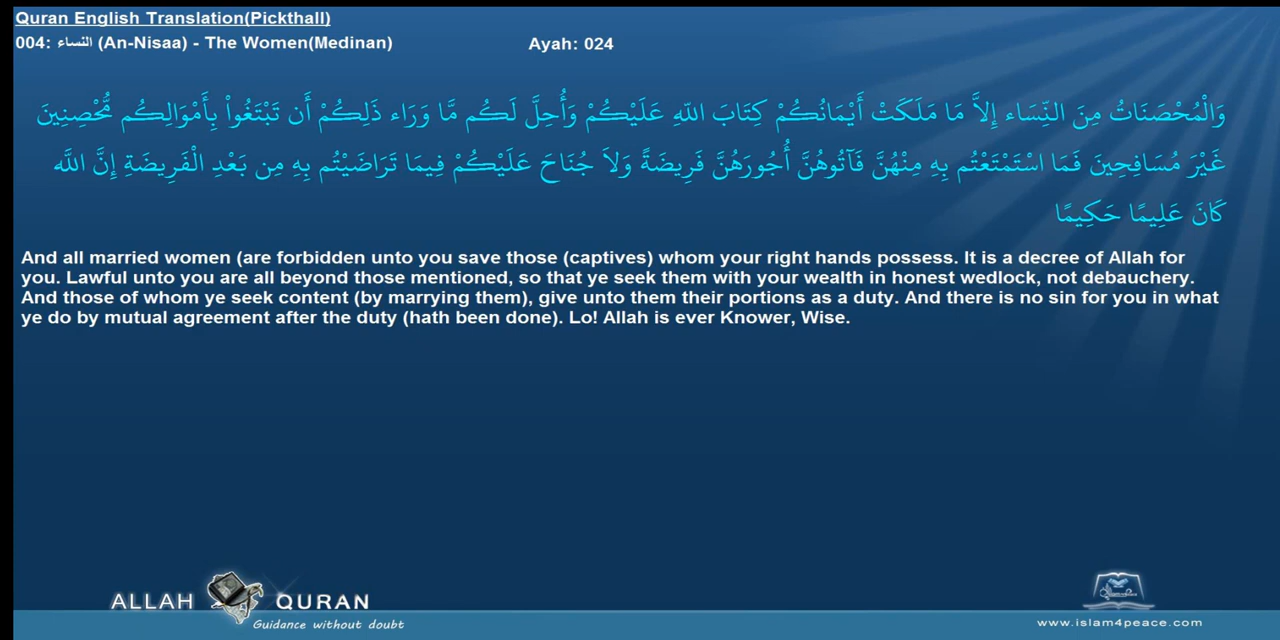 Quran English Translation(Pickthall)
004: النساء (An-Nisaa) - The Women(Medinan) Ayah: 024
وَالْمُحْصَنَاتُ مِنَ النِّسَاء إِلاَّ مَا مَلَكَتْ أَيْمَانُكُمْ كِتَابَ اللّهِ عَلَيْكُمْ وَأُحِلَّ لَكُم مَّا وَرَاء ذَلِكُمْ أَن تَبْتَغُواْ بِأَمْوَالِكُم مُّحْصِنِينَ
غَيْرَ مُسَافِحِينَ فَمَا اسْتَمْتَعْتُم بِهِ مِنْهُنَّ فَآتُوهُنَّ أُجُورَهُنَّ فَرِيضَةً وَلاَ جُنَاحَ عَلَيْكُمْ فِيمَا تَرَاضَيْتُم بِهِ مِن بَعْدِ الْفَرِيضَةِ إِنَّ اللّهَ
كَانَ عَلِيمًا حَكِيمًا
And all married women (are forbidden unto you save those (captives) whom your right hands possess. It is a decree of Allah for
you. Lawful unto you are all beyond those mentioned, so that ye seek them with your wealth in honest wedlock, not debauchery.
And those of whom ye seek content (by marrying them), give unto them their portions as a duty. And there is no sin for you in what
ye do by mutual agreement after the duty (hath been done). Lo! Allah is ever Knower, Wise.
ALLAH QURAN
Guidance without doubt
www.islam4peace.com